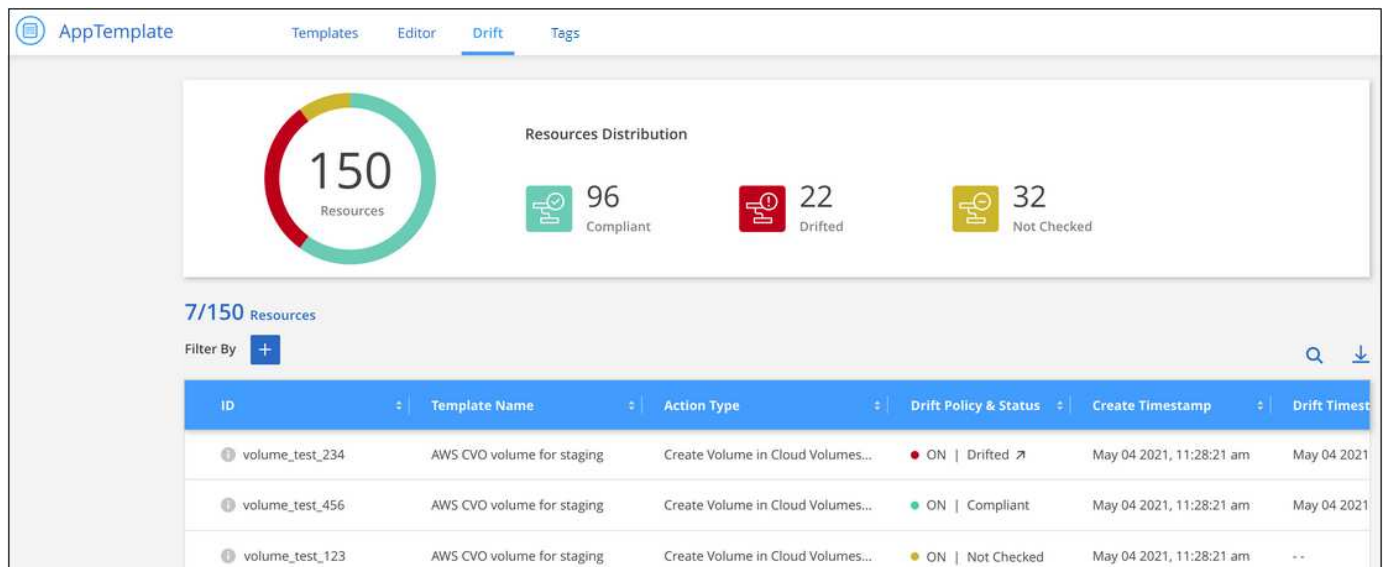 AppTemplate Templates Editor Drift Tags
150
Resources
Resources Distribution
96
Compliant
22
Drifted
32
Not Checked
7/150 Resources
Filter By +
ID Template Name Action Type Drift Policy & Status Create Timestamp Drift Timest
volume_test_234 AWS CVO volume for staging Create Volume in Cloud Volumes... ON | Drifted May 04 2021, 11:28:21 am May 04 2021
volume_test_456 AWS CVO volume for staging Create Volume in Cloud Volumes... ON | Compliant May 04 2021, 11:28:21 am May 04 2021
volume_test_123 AWS CVO volume for staging Create Volume in Cloud Volumes... ON | Not Checked May 04 2021, 11:28:21 am - -